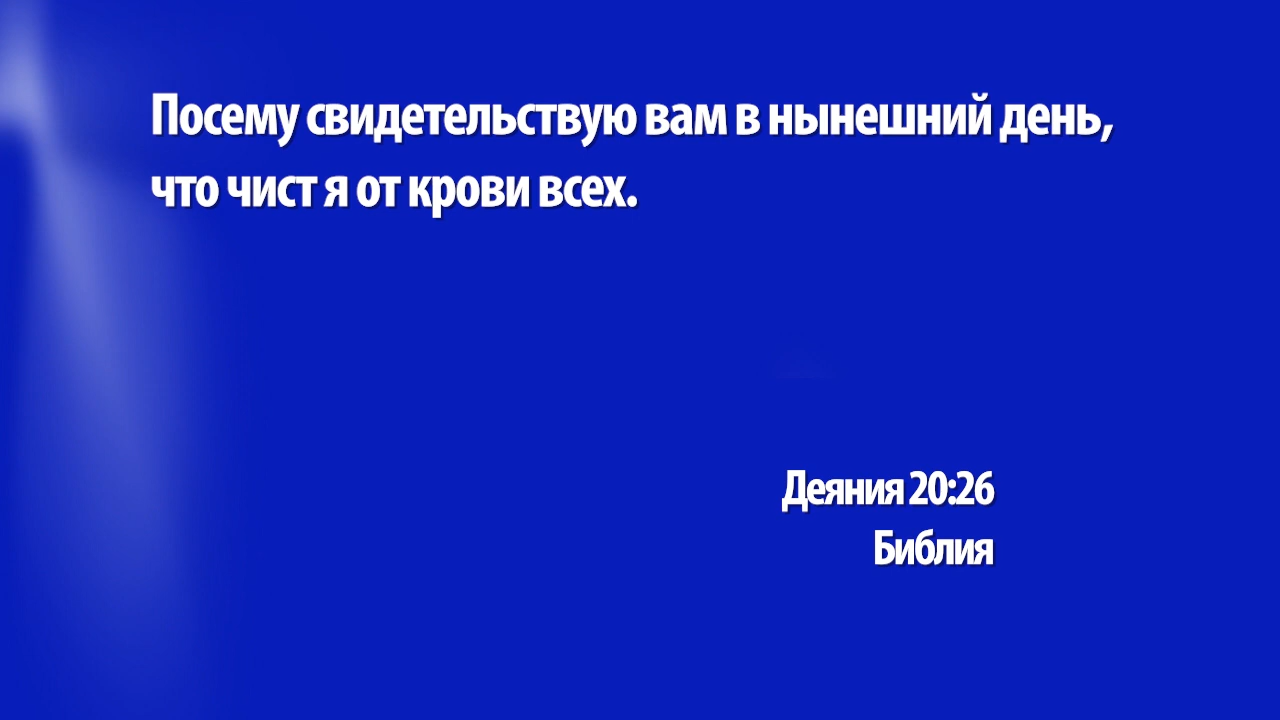 Посему свидетельствую вам в нынешний день,
что чист я от крови всех.
Деяния 20:26
Библия